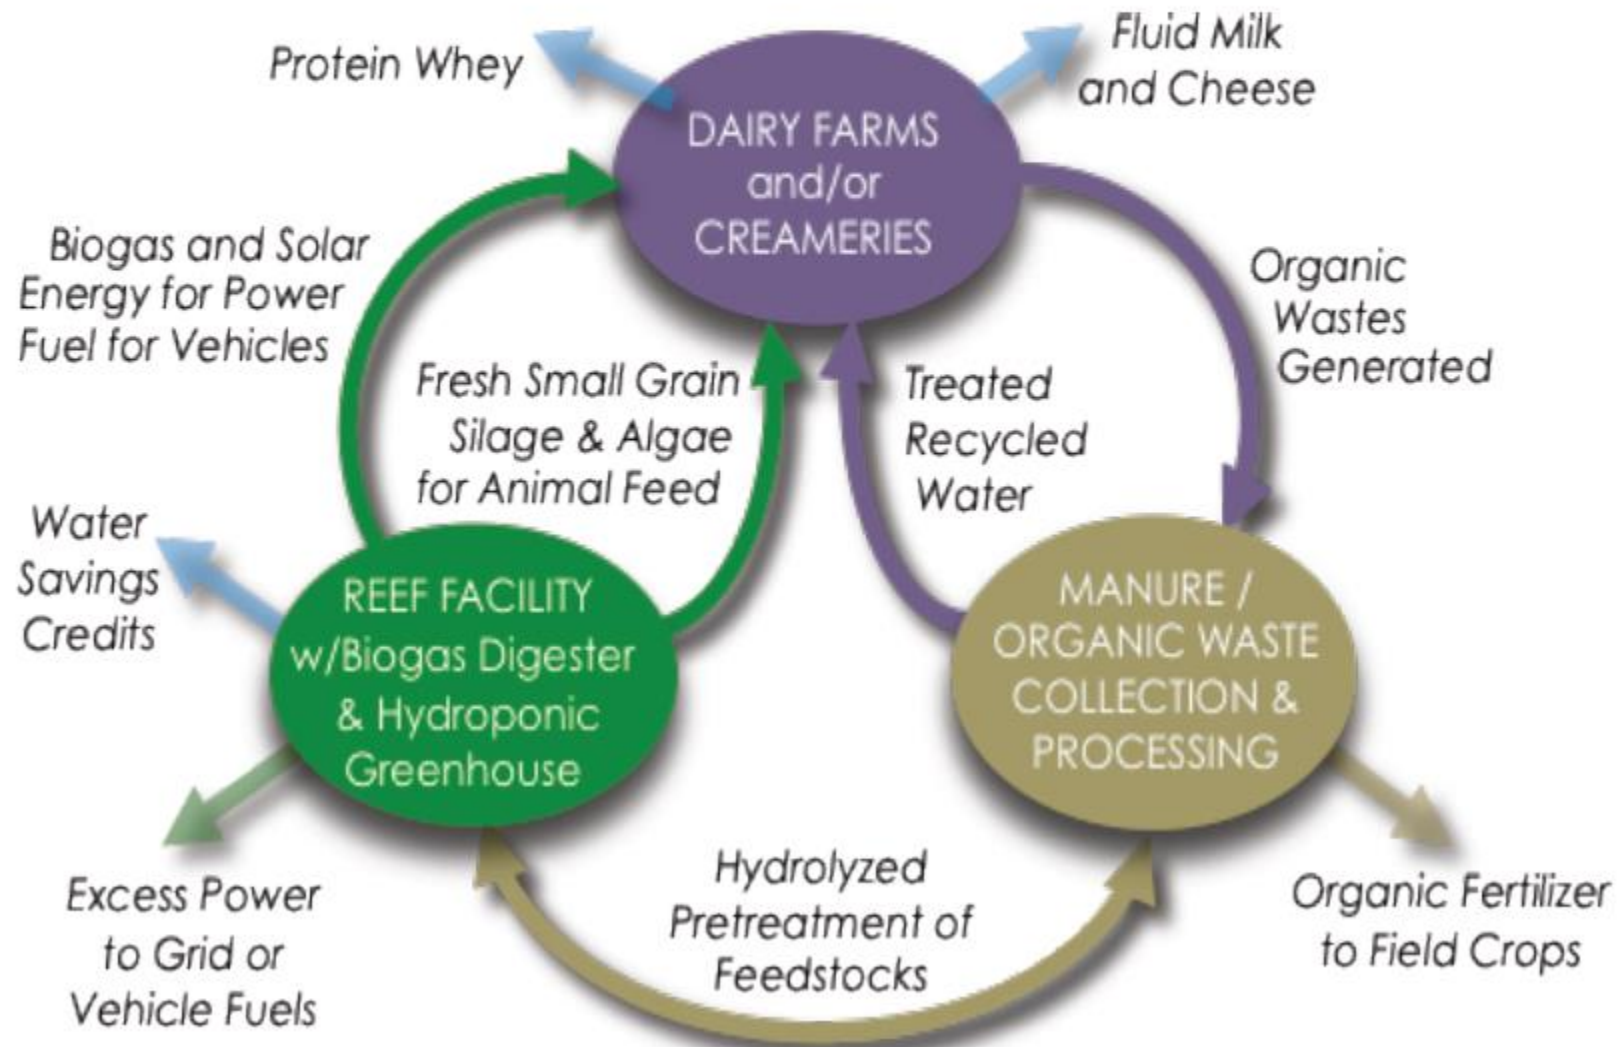 Protein Whey
Fluid Milk
and Cheese
DAIRY FARMS
and/or
CREAMERIES
Biogas and Solar
Energy for Power
Fuel for Vehicles
Organic
Wastes
Generated
Fresh Small Grain
Silage & Algae
for Animal Feed
Treated
Recycled
Water
Water
Savings
Credits
REEF FACILITY
w/Biogas Digester
& Hydroponic
Greenhouse
MANURE /
ORGANIC WASTE
COLLECTION &
PROCESSING
Excess Power
to Grid or
Vehicle Fuels
Hydrolyzed
Pretreatment of
Feedstocks
Organic Fertilizer
to Field Crops